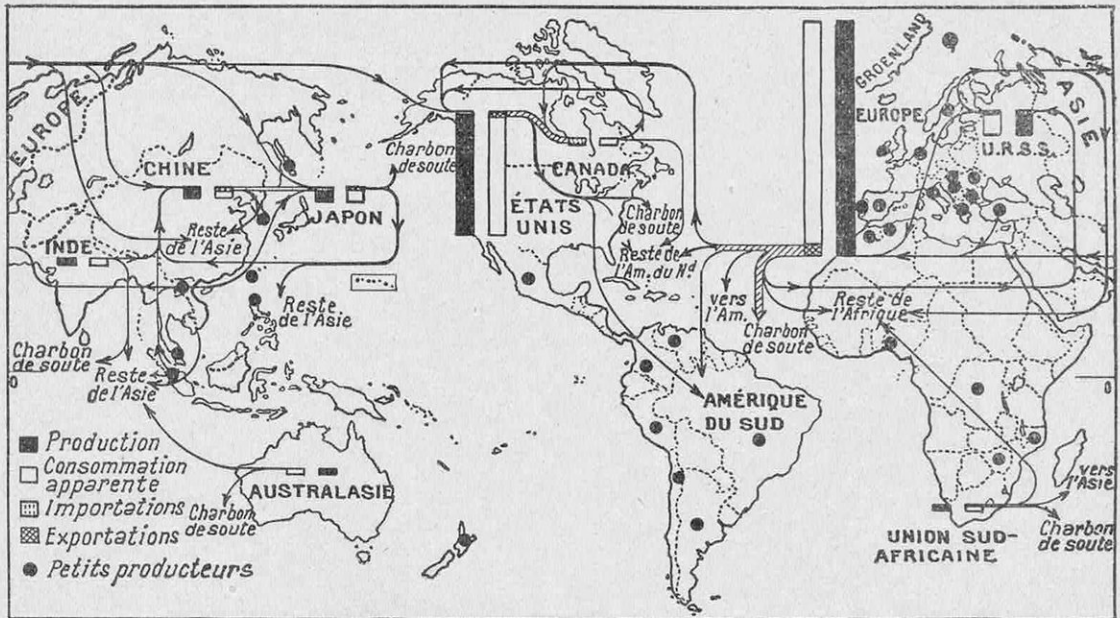 GROENLAND
EUROPE
ASIE
EUROPE
U.R.S.S.
CHINE
Charbon
de soute
CANADA
JAPON
ÉTATS
UNIS
Charbon
de soute
Reste
de l'Asie
INDE
Reste de
l'Am. du Nd
vers
l'Am.
Reste de
l'Afrique
Reste
de l'Asie
Charbon
de soute
Charbon
de soute
Reste
de l'Asie
0
0
AMÉRIQUE
DU SUD
Production
Consommation
apparente
Importations
Exportations
Petits producteurs
AUSTRALASIE
Charbon
de soute
vers
l'Asie
UNION SUD-
AFRICAINE
Charbon
de soute